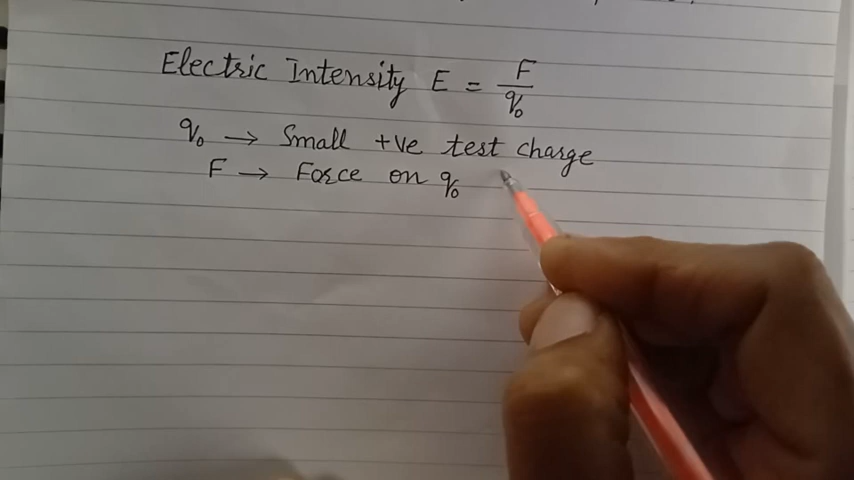 Electric Intensity E = F/q₀
q₀ → Small +ve test charge
F → Force on q₀